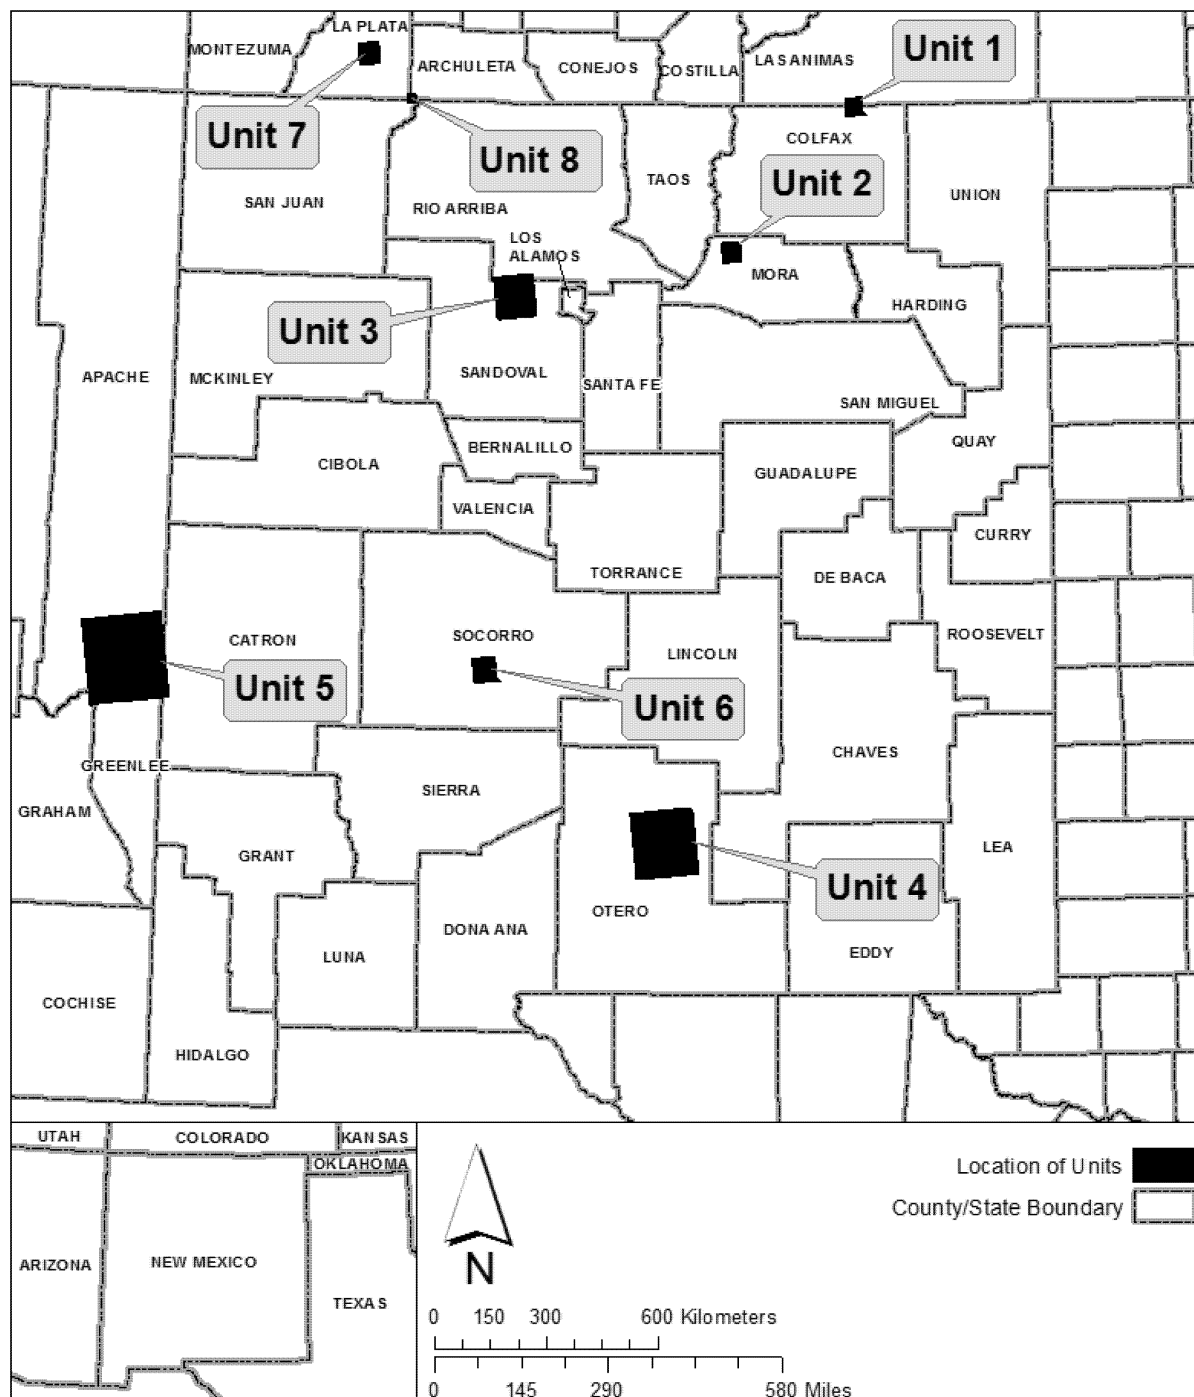 LA PLATA
MONTEZUMA
ARCHULETA
CONEJOS
COSTILLA
LAS ANIMAS
Unit 1
Unit 7
Unit 8
COLFAX
Unit 2
TAOS
UNION
SAN JUAN
RIO ARRIBA
LOS
ALAMOS
MORA
HARDING
Unit 3
APACHE
MCKINLEY
SANDOVAL
SANTA FE
SAN MIGUEL
QUAY
BERNALILLO
CIBOLA
GUADALUPE
VALENCIA
CURRY
TORRANCE
DE BACA
CATRON
SOCORRO
LINCOLN
ROOSEVELT
Unit 5
Unit 6
CHAVES
GREENLEE
SIERRA
GRAHAM
GRANT
LEA
Unit 4
OTERO
DONA ANA
LUNA
EDDY
COCHISE
HIDALGO
UTAH
COLORADO
KANSAS
OKLAHOMA
ARIZONA
NEW MEXICO
TEXAS
N
Location of Units
County/State Boundary
0 150 300 600 Kilometers
0 145 290 580 Miles